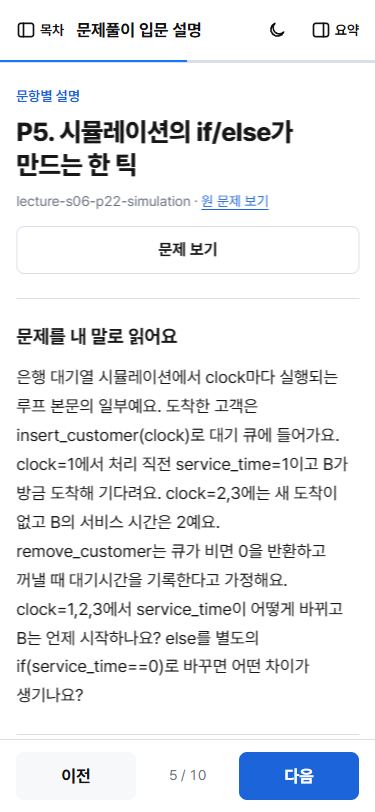 목차 문제풀이 입문 설명 요약
문항별 설명
P5. 시뮬레이션의 if/else가
만드는 한 틱
lecture-s06-p22-simulation · 원 문제 보기
문제 보기
문제를 내 말로 읽어요
은행 대기열 시뮬레이션에서 clock마다 실행되는
루프 본문의 일부예요. 도착한 고객은
insert_customer(clock)로 대기 큐에 들어가요.
clock=1에서 처리 직전 service_time=1이고 B가
방금 도착해 기다려요. clock=2,3에는 새 도착이
없고 B의 서비스 시간은 2예요.
remove_customer는 큐가 비면 0을 반환하고
꺼낼 때 대기시간을 기록한다고 가정해요.
clock=1,2,3에서 service_time이 어떻게 바뀌고
B는 언제 시작하나요? else를 별도의
if(service_time==0)로 바꾸면 어떤 차이가
생기나요?
이전 5 / 10 다음